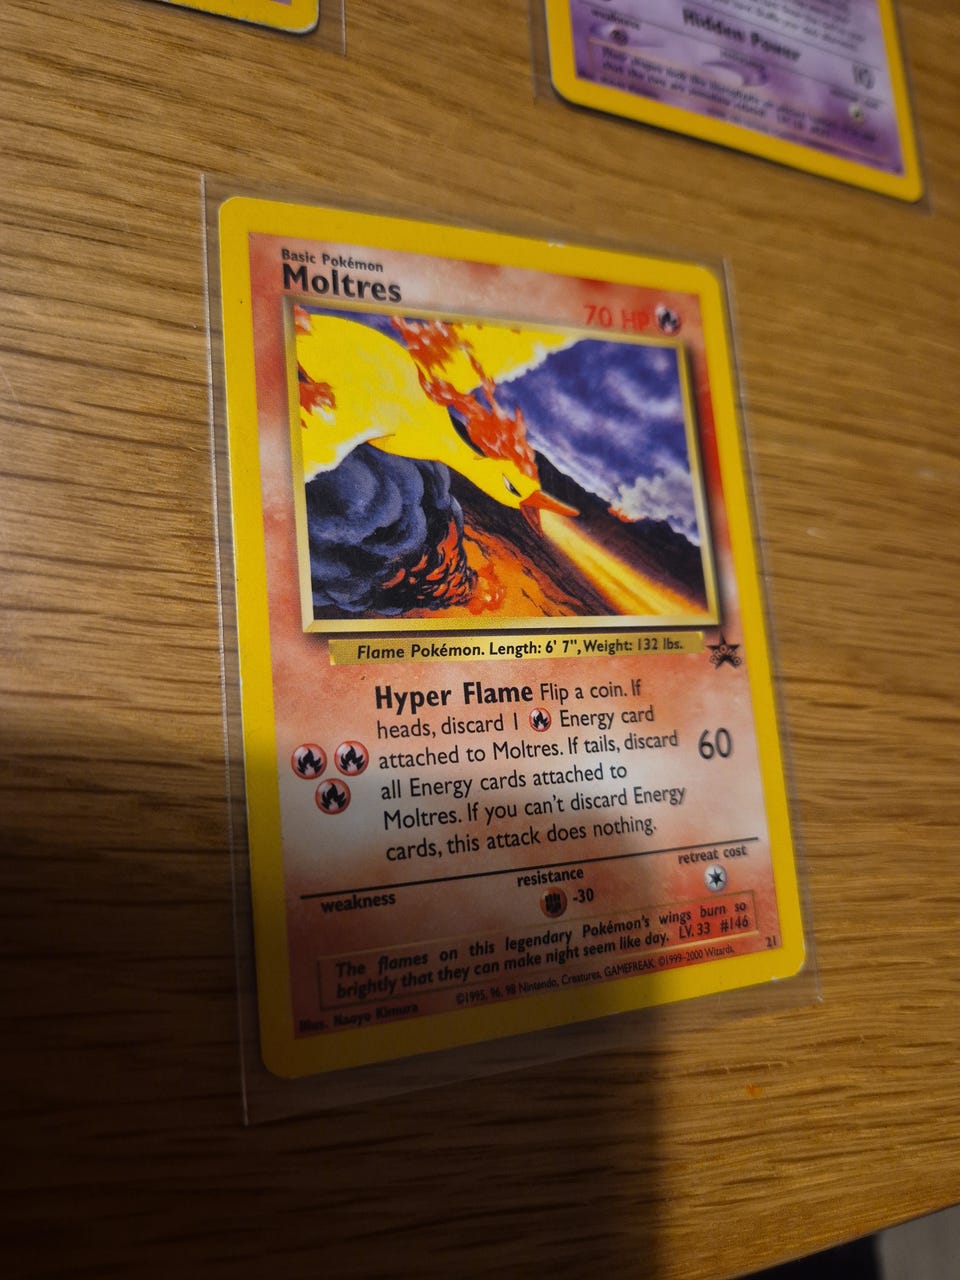 weakness
Hidden Power
10
Basic Pokémon
Moltres
70 HP
Flame Pokémon. Length: 6' 7", Weight: 132 lbs.
PROMO
Hyper Flame Flip a coin. If
heads, discard 1 Energy card
attached to Moltres. If tails, discard
all Energy cards attached to
Moltres. If you can't discard Energy
cards, this attack does nothing.
60
weakness
resistance
-30
retreat cost
The flames on this legendary Pokémon's wings burn so
brightly that they can make night seem like day. LV. 33 #146
Illus. Naoyo Kimura
©1995, 96, 98 Nintendo, Creatures, GAMEFREAK. ©1999-2000 Wizards.
21